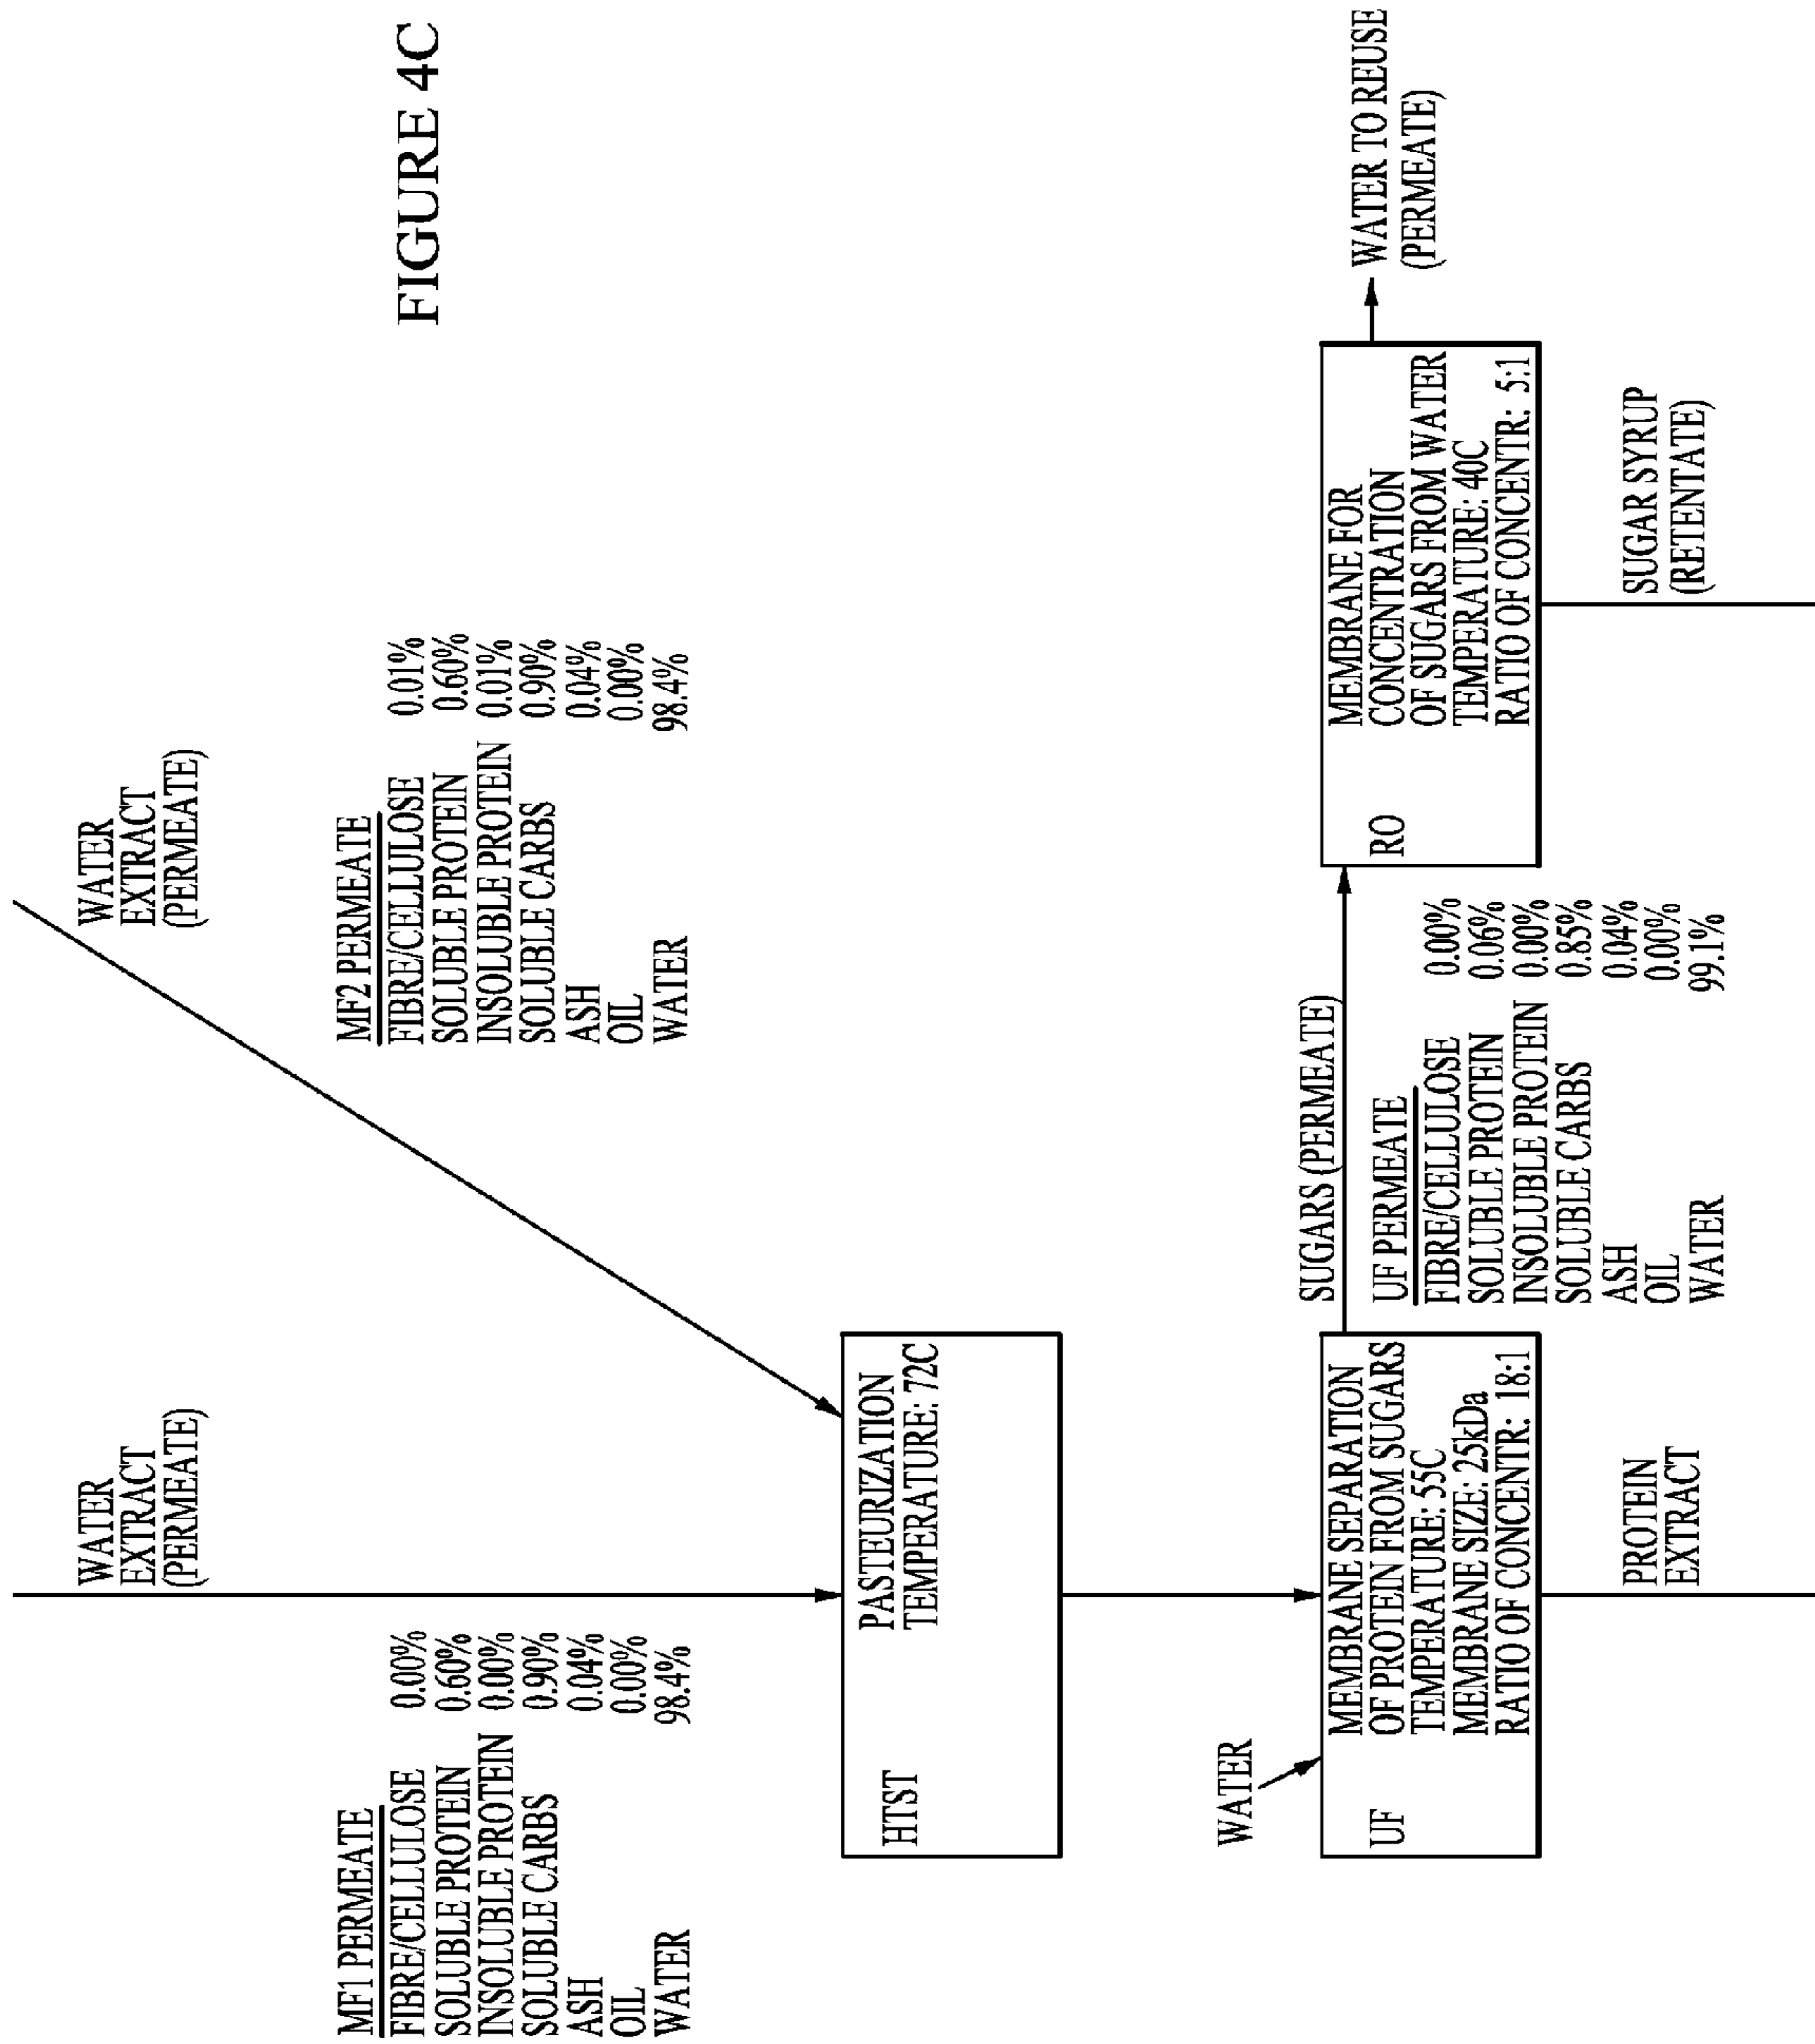 FIGURE 4C
WATER
EXTRACT
(PERMEATE)
WATER
EXTRACT
(PERMEATE)
MF1 PERMEATE
FIBRE/CELLULOSE 0.00%
SOLUBLE PROTEIN 0.60%
INSOLUBLE PROTEIN 0.00%
SOLUBLE CARBS 0.90%
ASH 0.04%
OIL 0.00%
WATER 98.4%
MF2 PERMEATE
FIBRE/CELLULOSE 0.01%
SOLUBLE PROTEIN 0.60%
INSOLUBLE PROTEIN 0.01%
SOLUBLE CARBS 0.90%
ASH 0.04%
OIL 0.00%
WATER 98.4%
HTST
PASTEURIZATION
TEMPERATURE: 72C
WATER
UF
MEMBRANE SEPARATION
OF PROTEIN FROM SUGARS
TEMPERATURE: 55C
MEMBRANE SIZE: 25kDa
RATIO OF CONCENTR: 18:1
SUGARS (PERMEATE)
UF PERMEATE
FIBRE/CELLULOSE 0.00%
SOLUBLE PROTEIN 0.06%
INSOLUBLE PROTEIN 0.00%
SOLUBLE CARBS 0.85%
ASH 0.04%
OIL 0.00%
WATER 99.1%
RO
MEMBRANE FOR
CONCENTRATION
OF SUGARS FROM WATER
TEMPERATURE: 40C
RATIO OF CONCENTR: 5:1
WATER TO REUSE
(PERMEATE)
PROTEIN
EXTRACT
SUGAR SYRUP
(RETENTATE)